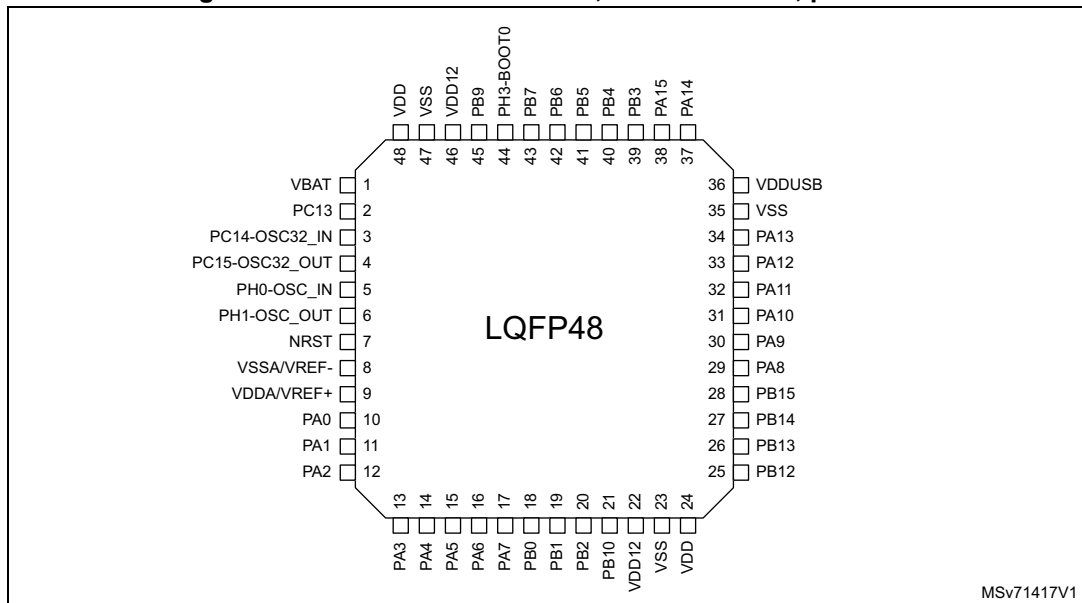 VDD
VSS
VDD12
PB9
PH3-BOOT0
PB7
PB6
PB5
PB4
PB3
PA15
PA14
48
47
46
45
44
43
42
41
40
39
38
37
VBAT 1
PC13 2
PC14-OSC32_IN 3
PC15-OSC32_OUT 4
PH0-OSC_IN 5
PH1-OSC_OUT 6
NRST 7
VSSA/VREF- 8
VDDA/VREF+ 9
PA0 10
PA1 11
PA2 12
LQFP48
36 VDDUSB
35 VSS
34 PA13
33 PA12
32 PA11
31 PA10
30 PA9
29 PA8
28 PB15
27 PB14
26 PB13
25 PB12
13
14
15
16
17
18
19
20
21
22
23
24
PA3
PA4
PA5
PA6
PA7
PB0
PB1
PB2
PB10
VDD12
VSS
VDD
MSv71417V1